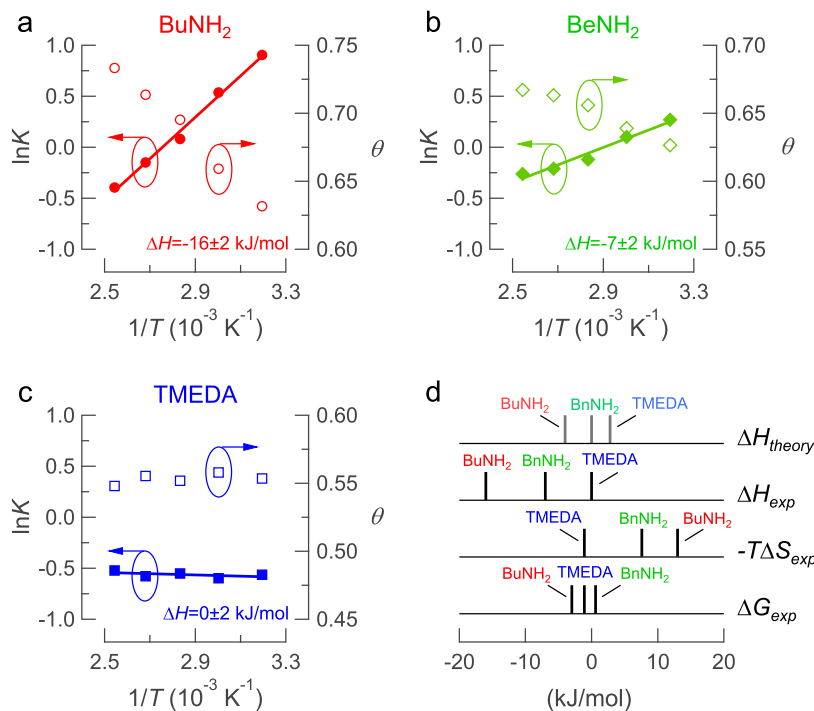 a
BuNH2
1.0
0.5
0.0
-0.5
-1.0
lnK
0.75
0.70
0.65
0.60
θ
ΔH=-16±2 kJ/mol
2.5
2.9
3.3
1/T (10-3 K-1)
b
BeNH2
1.0
0.5
0.0
-0.5
-1.0
lnK
0.70
0.65
0.60
0.55
θ
ΔH=-7±2 kJ/mol
2.5
2.9
3.3
1/T (10-3 K-1)
c
TMEDA
1.0
0.5
0.0
-0.5
-1.0
lnK
0.60
0.55
0.50
0.45
θ
ΔH=0±2 kJ/mol
2.5
2.9
3.3
1/T (10-3 K-1)
d
BuNH2 BnNH2 TMEDA
ΔHtheory
BuNH2 BnNH2 TMEDA
ΔHexp
TMEDA BnNH2 BuNH2
-TΔSexp
BuNH2 TMEDA BnNH2
ΔGexp
-20 -10 0 10 20
(kJ/mol)